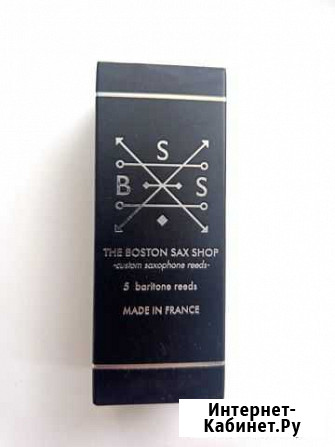 S
B S
THE BOSTON SAX SHOP
-custom saxophone reeds-
5 baritone reeds
MADE IN FRANCE
Интернет-
Кабинет.Ру